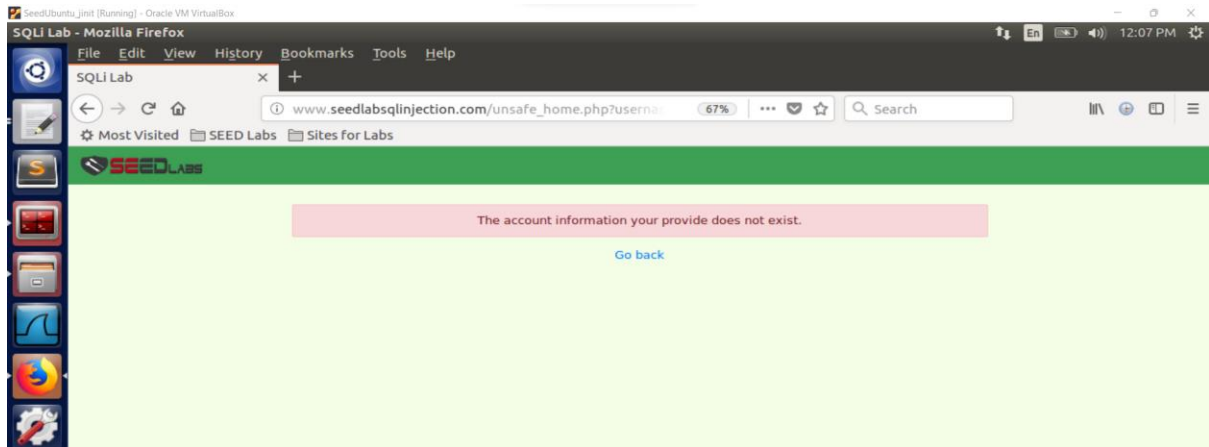 SeedUbuntu_jinit [Running] - Oracle VM VirtualBox
SQLi Lab - Mozilla Firefox En 12:07 PM
File Edit View History Bookmarks Tools Help
SQLi Lab
www.seedlabsqlinjection.com/unsafe_home.php?userna 67% Search
Most Visited SEED Labs Sites for Labs
SEEDLABS
The account information your provide does not exist.
Go back